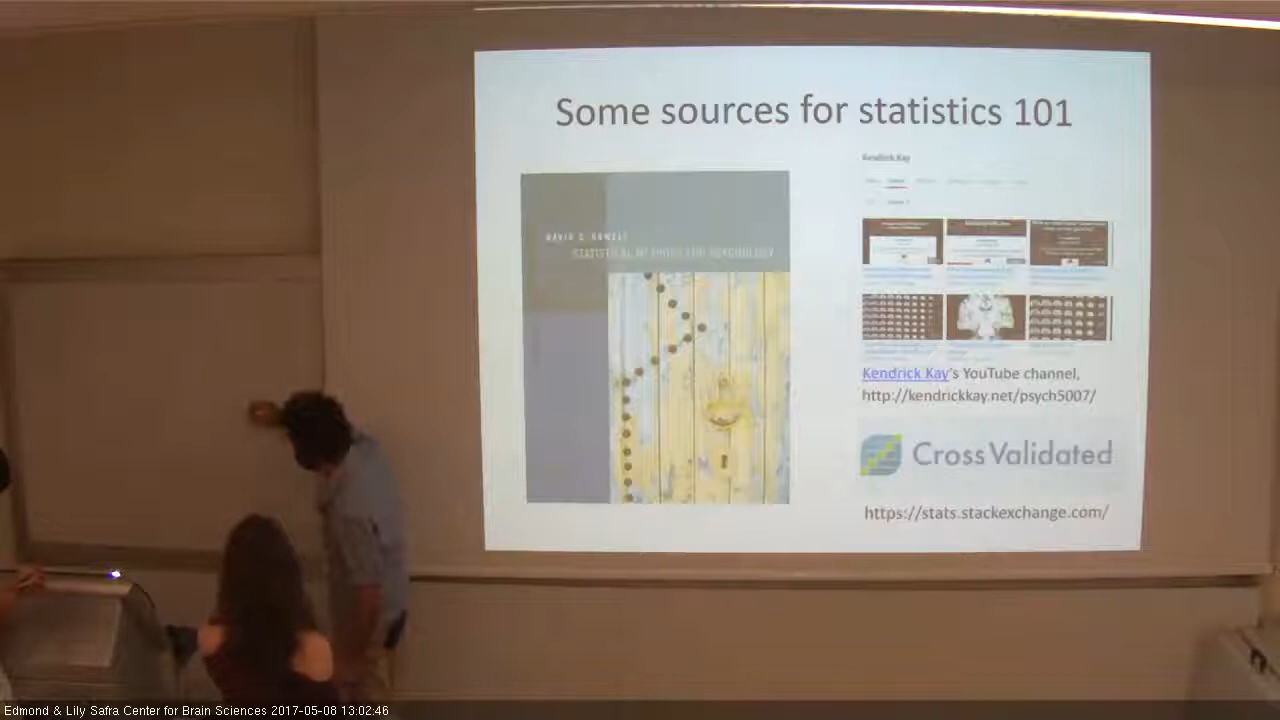 Some sources for statistics 101
Kendrick Kay
DAVID C. HOWELL
STATISTICAL METHODS FOR PSYCHOLOGY
Kendrick Kay's YouTube channel,
http://kendrickkay.net/psych5007/
CrossValidated
https://stats.stackexchange.com/
Edmond & Lily Safra Center for Brain Sciences 2017-05-08 13:02:46